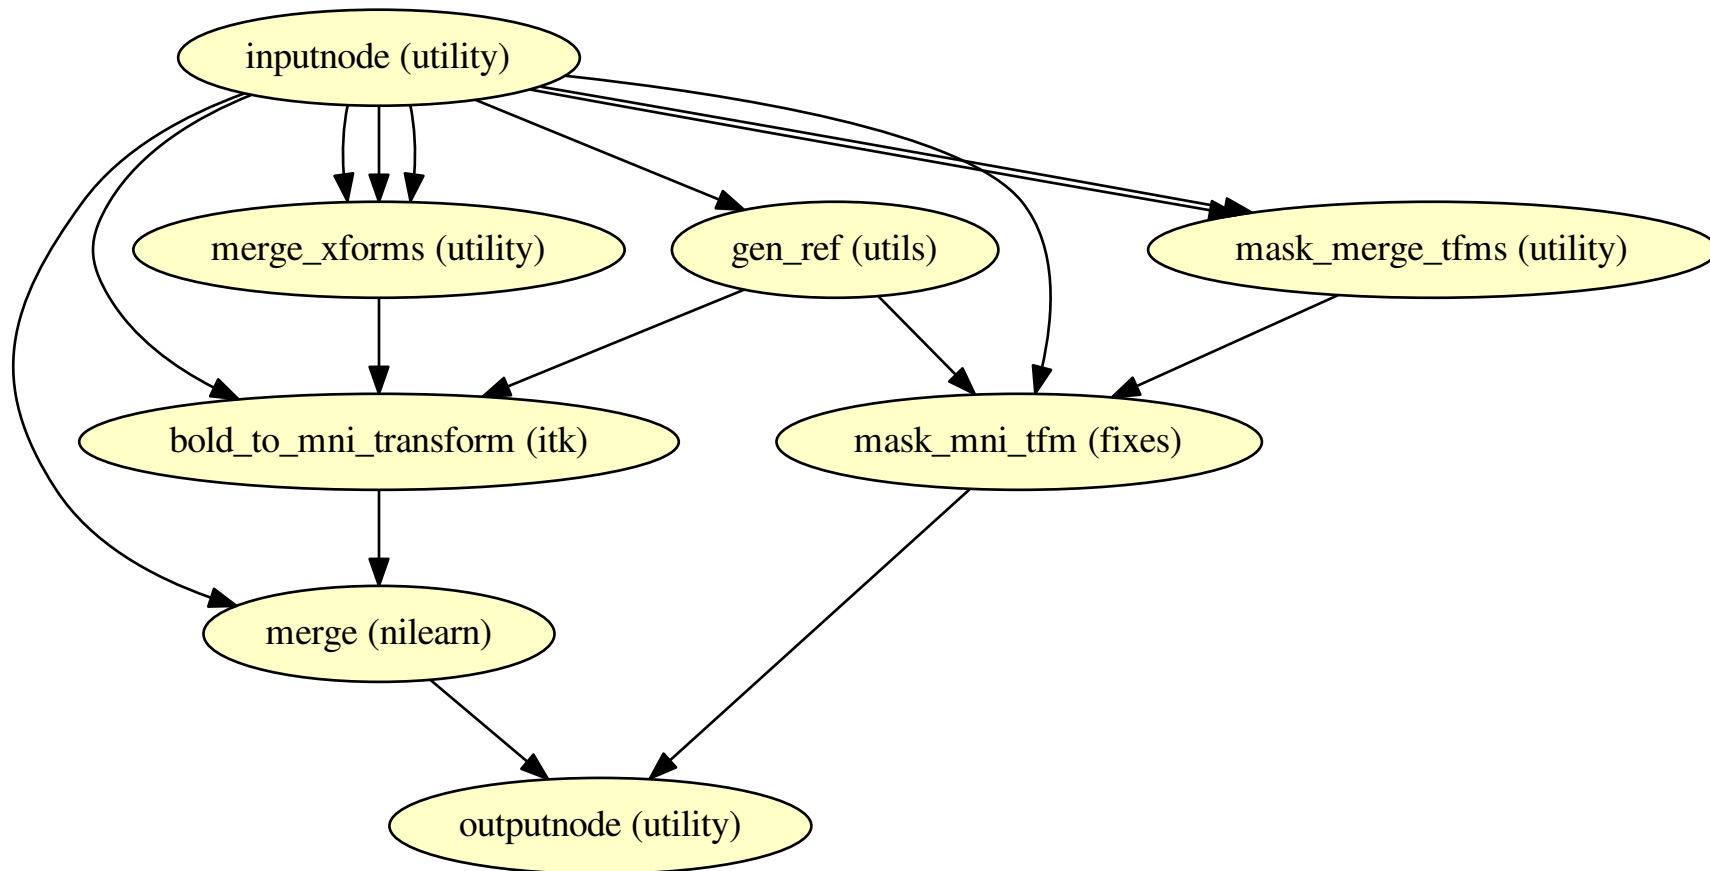 inputnode (utility)
merge_xforms (utility)
gen_ref (utils)
mask_merge_tfms (utility)
bold_to_mni_transform (itk)
mask_mni_tfm (fixes)
merge (nilearn)
outputnode (utility)